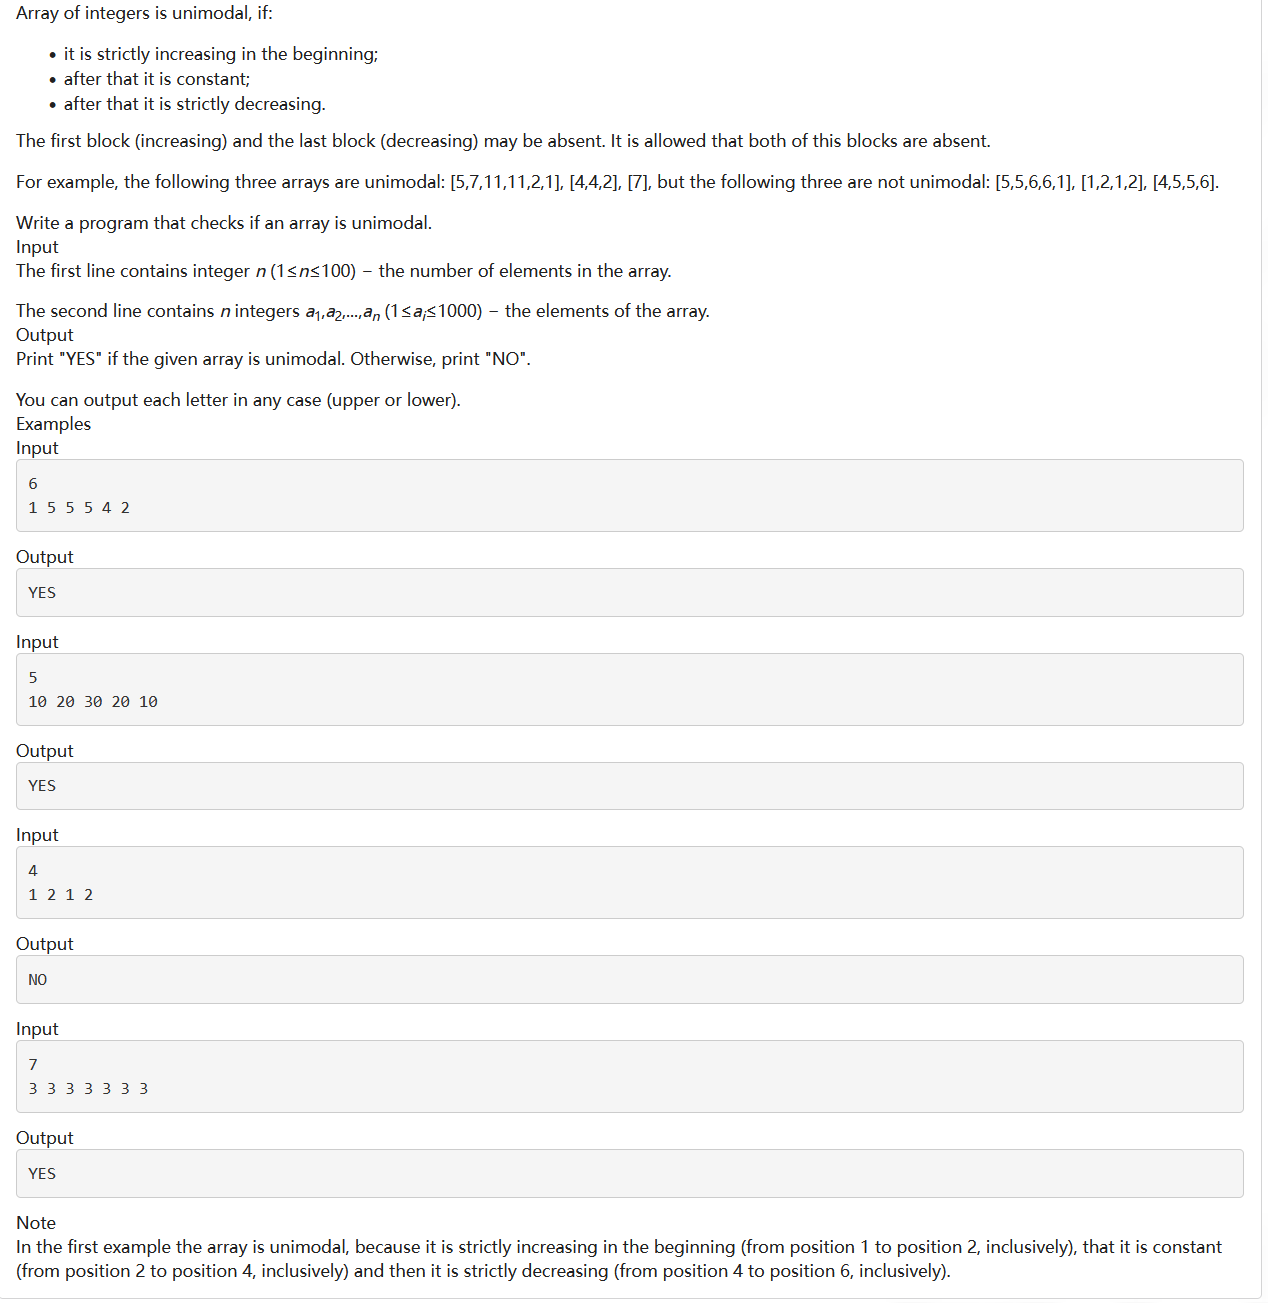 Array of integers is unimodal, if:
• it is strictly increasing in the beginning;
• after that it is constant;
• after that it is strictly decreasing.
The first block (increasing) and the last block (decreasing) may be absent. It is allowed that both of this blocks are absent.
For example, the following three arrays are unimodal: [5,7,11,11,2,1], [4,4,2], [7], but the following three are not unimodal: [5,5,6,6,1], [1,2,1,2], [4,5,5,6].
Write a program that checks if an array is unimodal.
Input
The first line contains integer n (1≤n≤100) − the number of elements in the array.
The second line contains n integers a₁,a₂,...,aₙ (1≤aᵢ≤1000) − the elements of the array.
Output
Print "YES" if the given array is unimodal. Otherwise, print "NO".
You can output each letter in any case (upper or lower).
Examples
Input
6
1 5 5 5 4 2
Output
YES
Input
5
10 20 30 20 10
Output
YES
Input
4
1 2 1 2
Output
NO
Input
7
3 3 3 3 3 3 3
Output
YES
Note
In the first example the array is unimodal, because it is strictly increasing in the beginning (from position 1 to position 2, inclusively), that it is constant
(from position 2 to position 4, inclusively) and then it is strictly decreasing (from position 4 to position 6, inclusively).